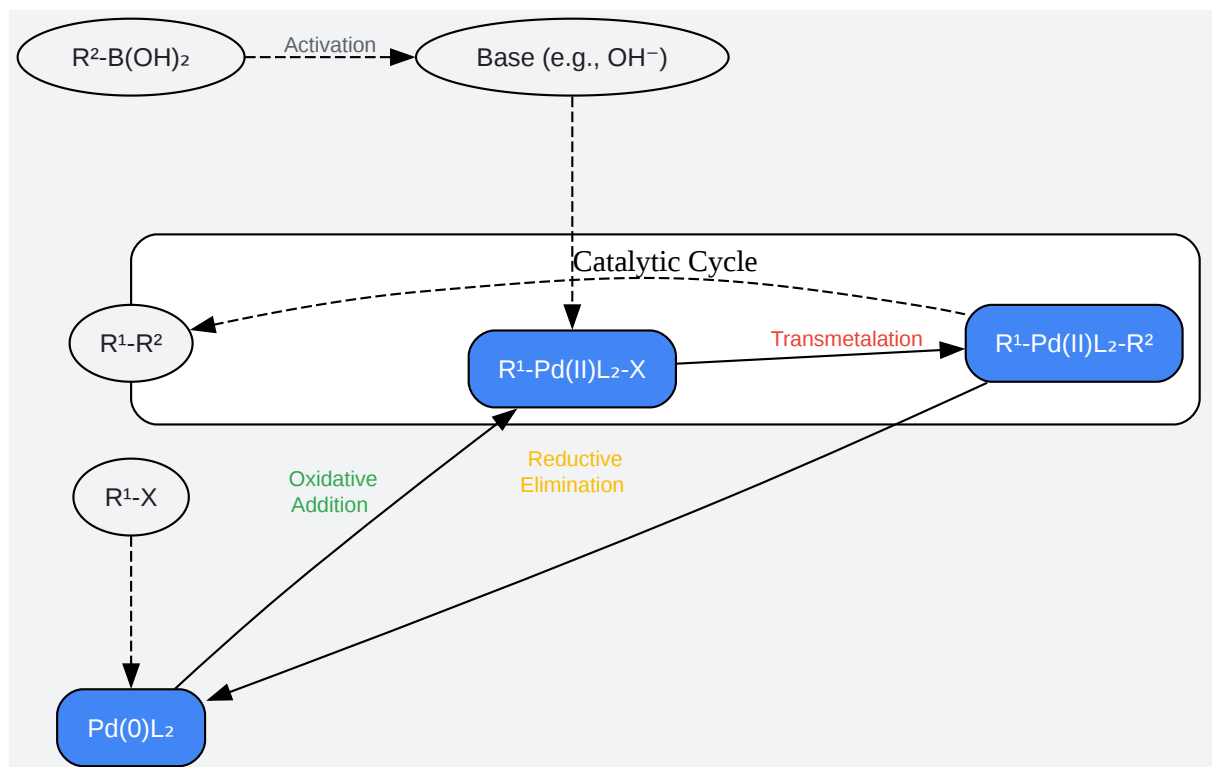 R²-B(OH)₂
Activation
Base (e.g., OH⁻)
Catalytic Cycle
R¹-R²
R¹-Pd(II)L₂-X
Transmetalation
R¹-Pd(II)L₂-R²
R¹-X
Oxidative
Addition
Reductive
Elimination
Pd(0)L₂